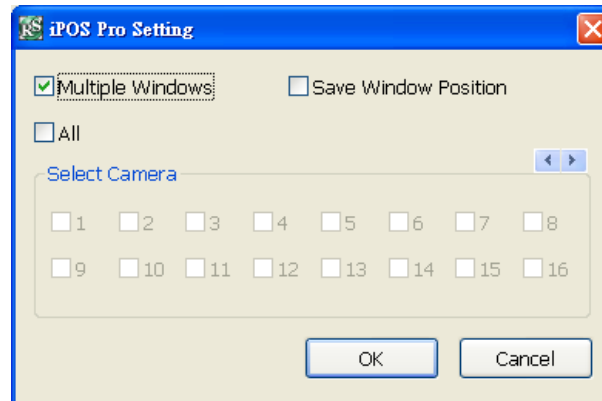 RS iPOS Pro Setting
Multiple Windows Save Window Position
All
Select Camera
1 2 3 4 5 6 7 8
9 10 11 12 13 14 15 16
OK Cancel